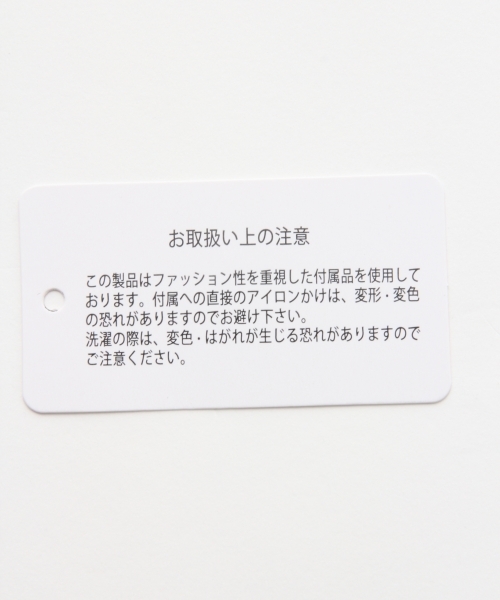 お取扱い上の注意
この製品はファッション性を重視した付属品を使用して
おります。付属への直接のアイロンかけは、変形・変色
の恐れがありますのでお避け下さい。
洗濯の際は、変色・はがれが生じる恐れがありますので
ご注意ください。